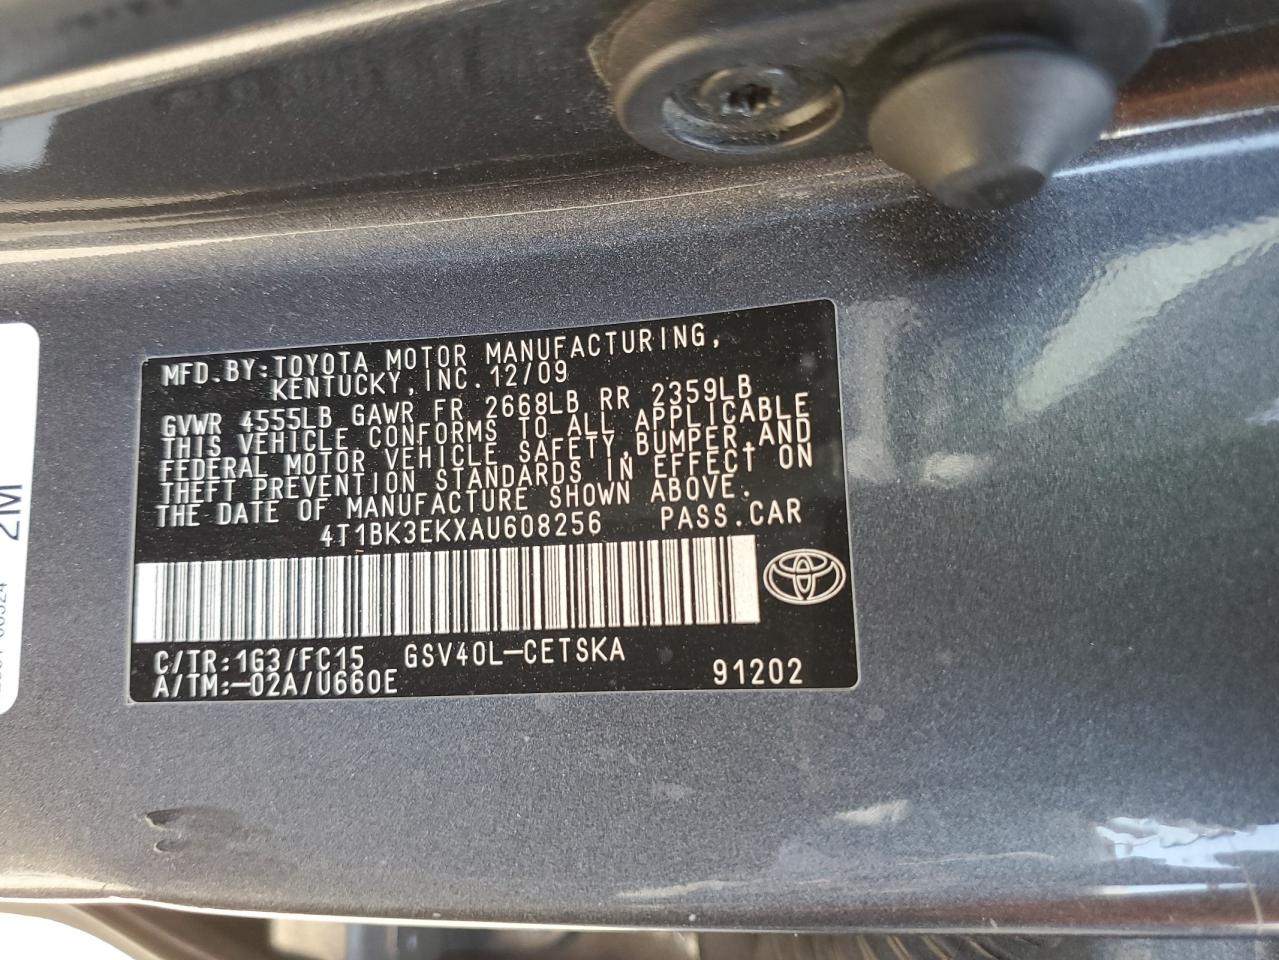 MFD.BY:TOYOTA MOTOR MANUFACTURING,
KENTUCKY, INC.12/09
GVWR 4555LB GAWR FR 2668LB RR 2359LB
THIS VEHICLE CONFORMS TO ALL APPLICABLE
FEDERAL MOTOR VEHICLE SAFETY,BUMPER,AND
THEFT PREVENTION STANDARDS IN EFFECT ON
THE DATE OF MANUFACTURE SHOWN ABOVE.
4T1BK3EKXAU608256 PASS.CAR
C/TR:1G3/FC15 GSV40L-CETSKA
A/TM:-02A/U660E 91202
2M